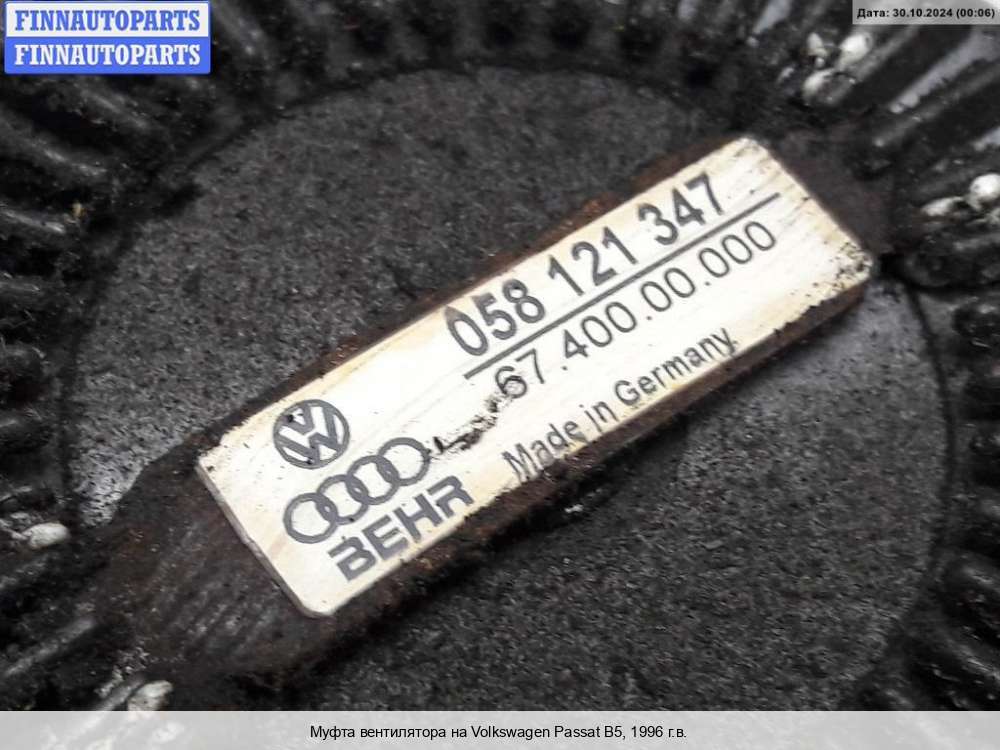 FINNAUTOPARTS
FINNAUTOPARTS
Дата: 30.10.2024 (00:06)
058 121 347
67.400.00.000
Made in Germany
BEHR
Муфта вентилятора на Volkswagen Passat B5, 1996 г.в.